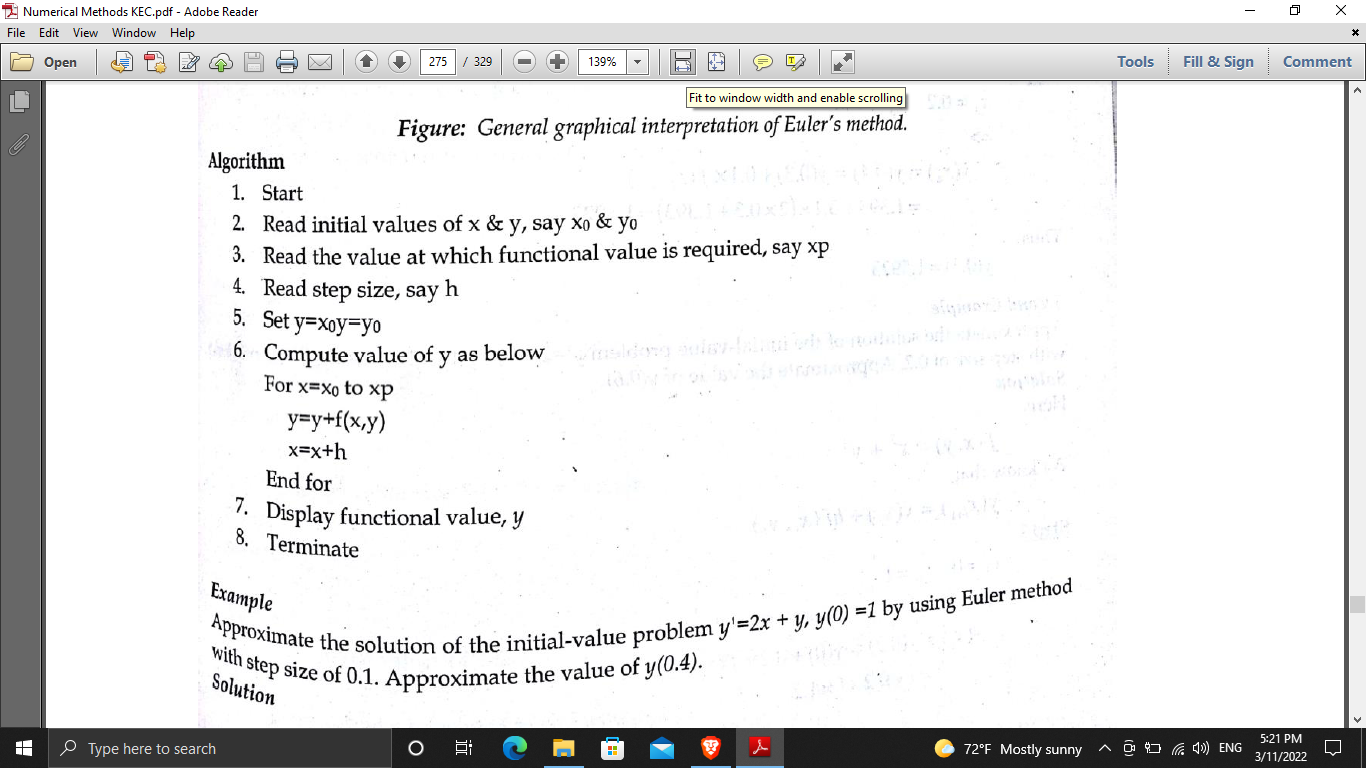 Numerical Methods KEC.pdf - Adobe Reader
File Edit View Window Help
Open 275 / 329 139% Tools Fill & Sign Comment
Fit to window width and enable scrolling
Figure: General graphical interpretation of Euler's method.
Algorithm
1. Start
2. Read initial values of x & y, say x₀ & y₀
3. Read the value at which functional value is required, say xp
4. Read step size, say h
5. Set y=x₀y=y₀
6. Compute value of y as below
For x=x₀ to xp
y=y+f(x,y)
x=x+h
End for
7. Display functional value, y
8. Terminate
Example
Approximate the solution of the initial-value problem y'=2x + y, y(0) =1 by using Euler method
with step size of 0.1. Approximate the value of y(0.4).
Solution
Type here to search
72°F Mostly sunny
ENG
5:21 PM
3/11/2022